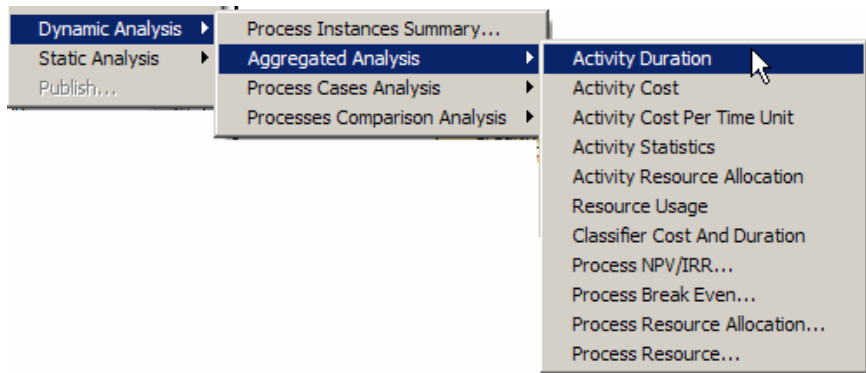 Dynamic Analysis
Static Analysis
Publish...
Process Instances Summary...
Aggregated Analysis
Process Cases Analysis
Processes Comparison Analysis
Activity Duration
Activity Cost
Activity Cost Per Time Unit
Activity Statistics
Activity Resource Allocation
Resource Usage
Classifier Cost And Duration
Process NPV/IRR...
Process Break Even...
Process Resource Allocation...
Process Resource...